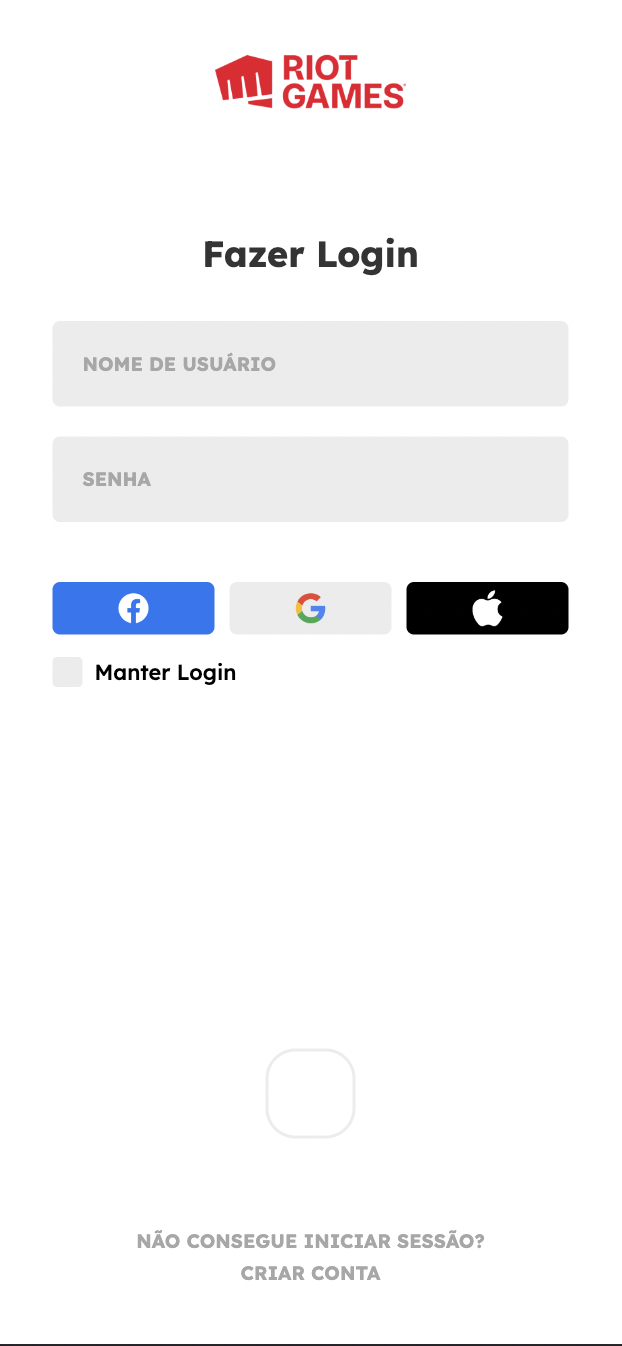 RIOT
GAMES
Fazer Login
NOME DE USUÁRIO
SENHA
Manter Login
NÃO CONSEGUE INICIAR SESSÃO?
CRIAR CONTA